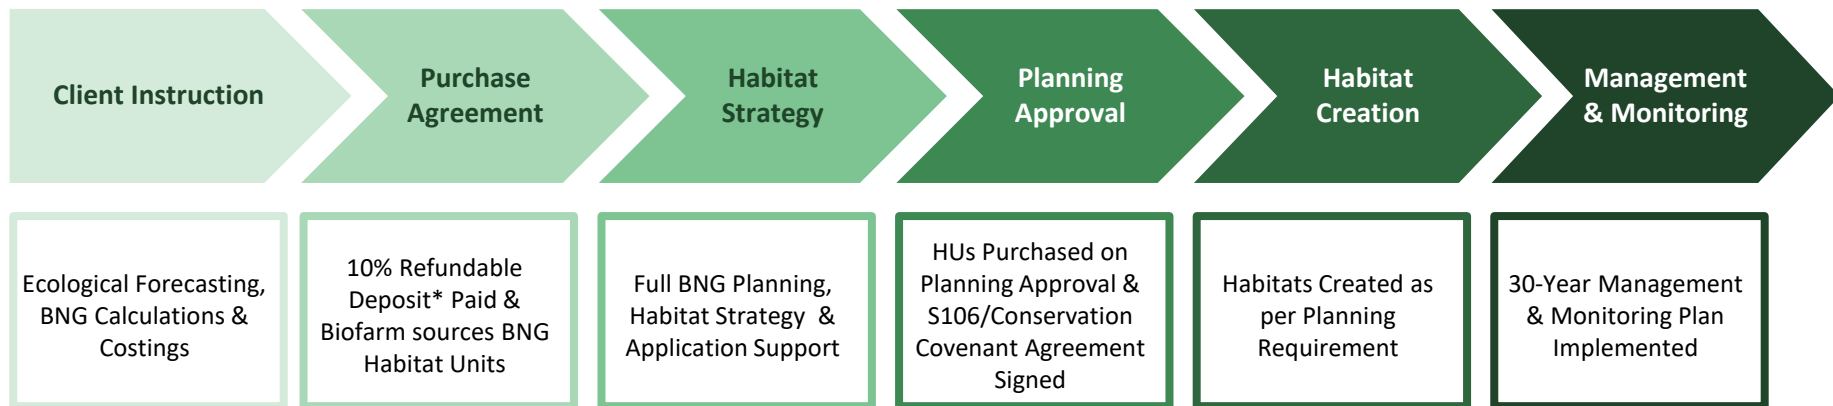 Client Instruction
Purchase
Agreement
Habitat
Strategy
Planning
Approval
Habitat
Creation
Management
& Monitoring
Ecological Forecasting,
BNG Calculations &
Costings
10% Refundable
Deposit* Paid &
Biofarm sources BNG
Habitat Units
Full BNG Planning,
Habitat Strategy &
Application Support
HUs Purchased on
Planning Approval &
S106/Conservation
Covenant Agreement
Signed
Habitats Created as
per Planning
Requirement
30-Year Management
& Monitoring Plan
Implemented